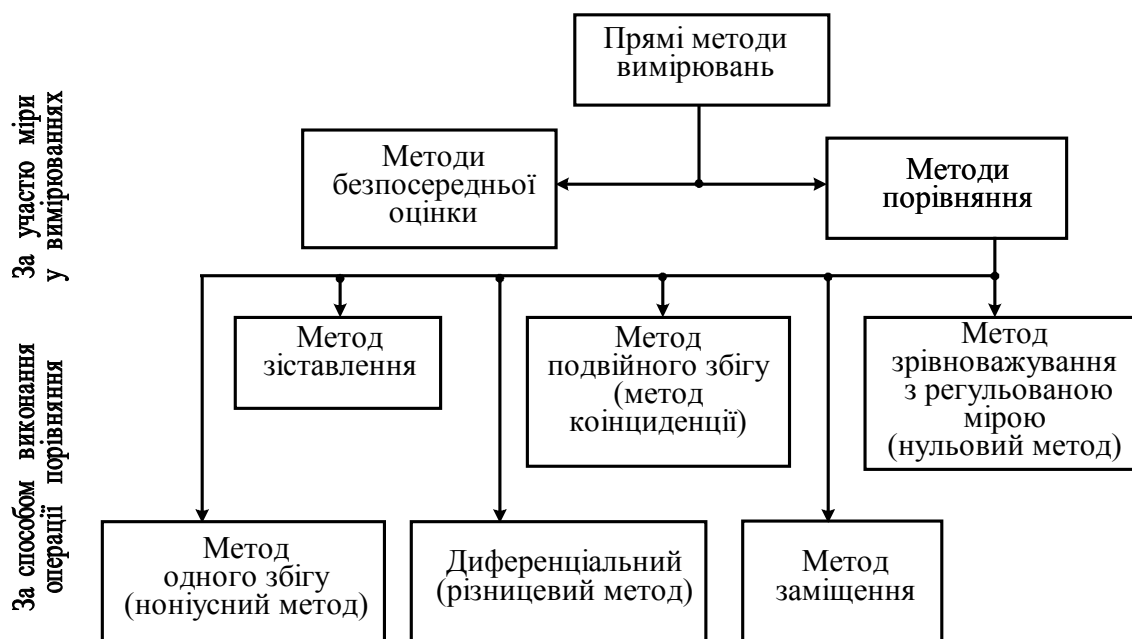 Прямі методи
вимірювань
За участю міри
у вимірюваннях
Методи
безпосередньої
оцінки
Методи
порівняння
За способом виконання
операції порівняння
Метод
зіставлення
Метод
подвійного збігу
(метод
коінциденції)
Метод
зрівноважування
з регульованою
мірою
(нульовий метод)
Метод
одного збігу
(ноніусний метод)
Диференціальний
(різницевий метод)
Метод
заміщення